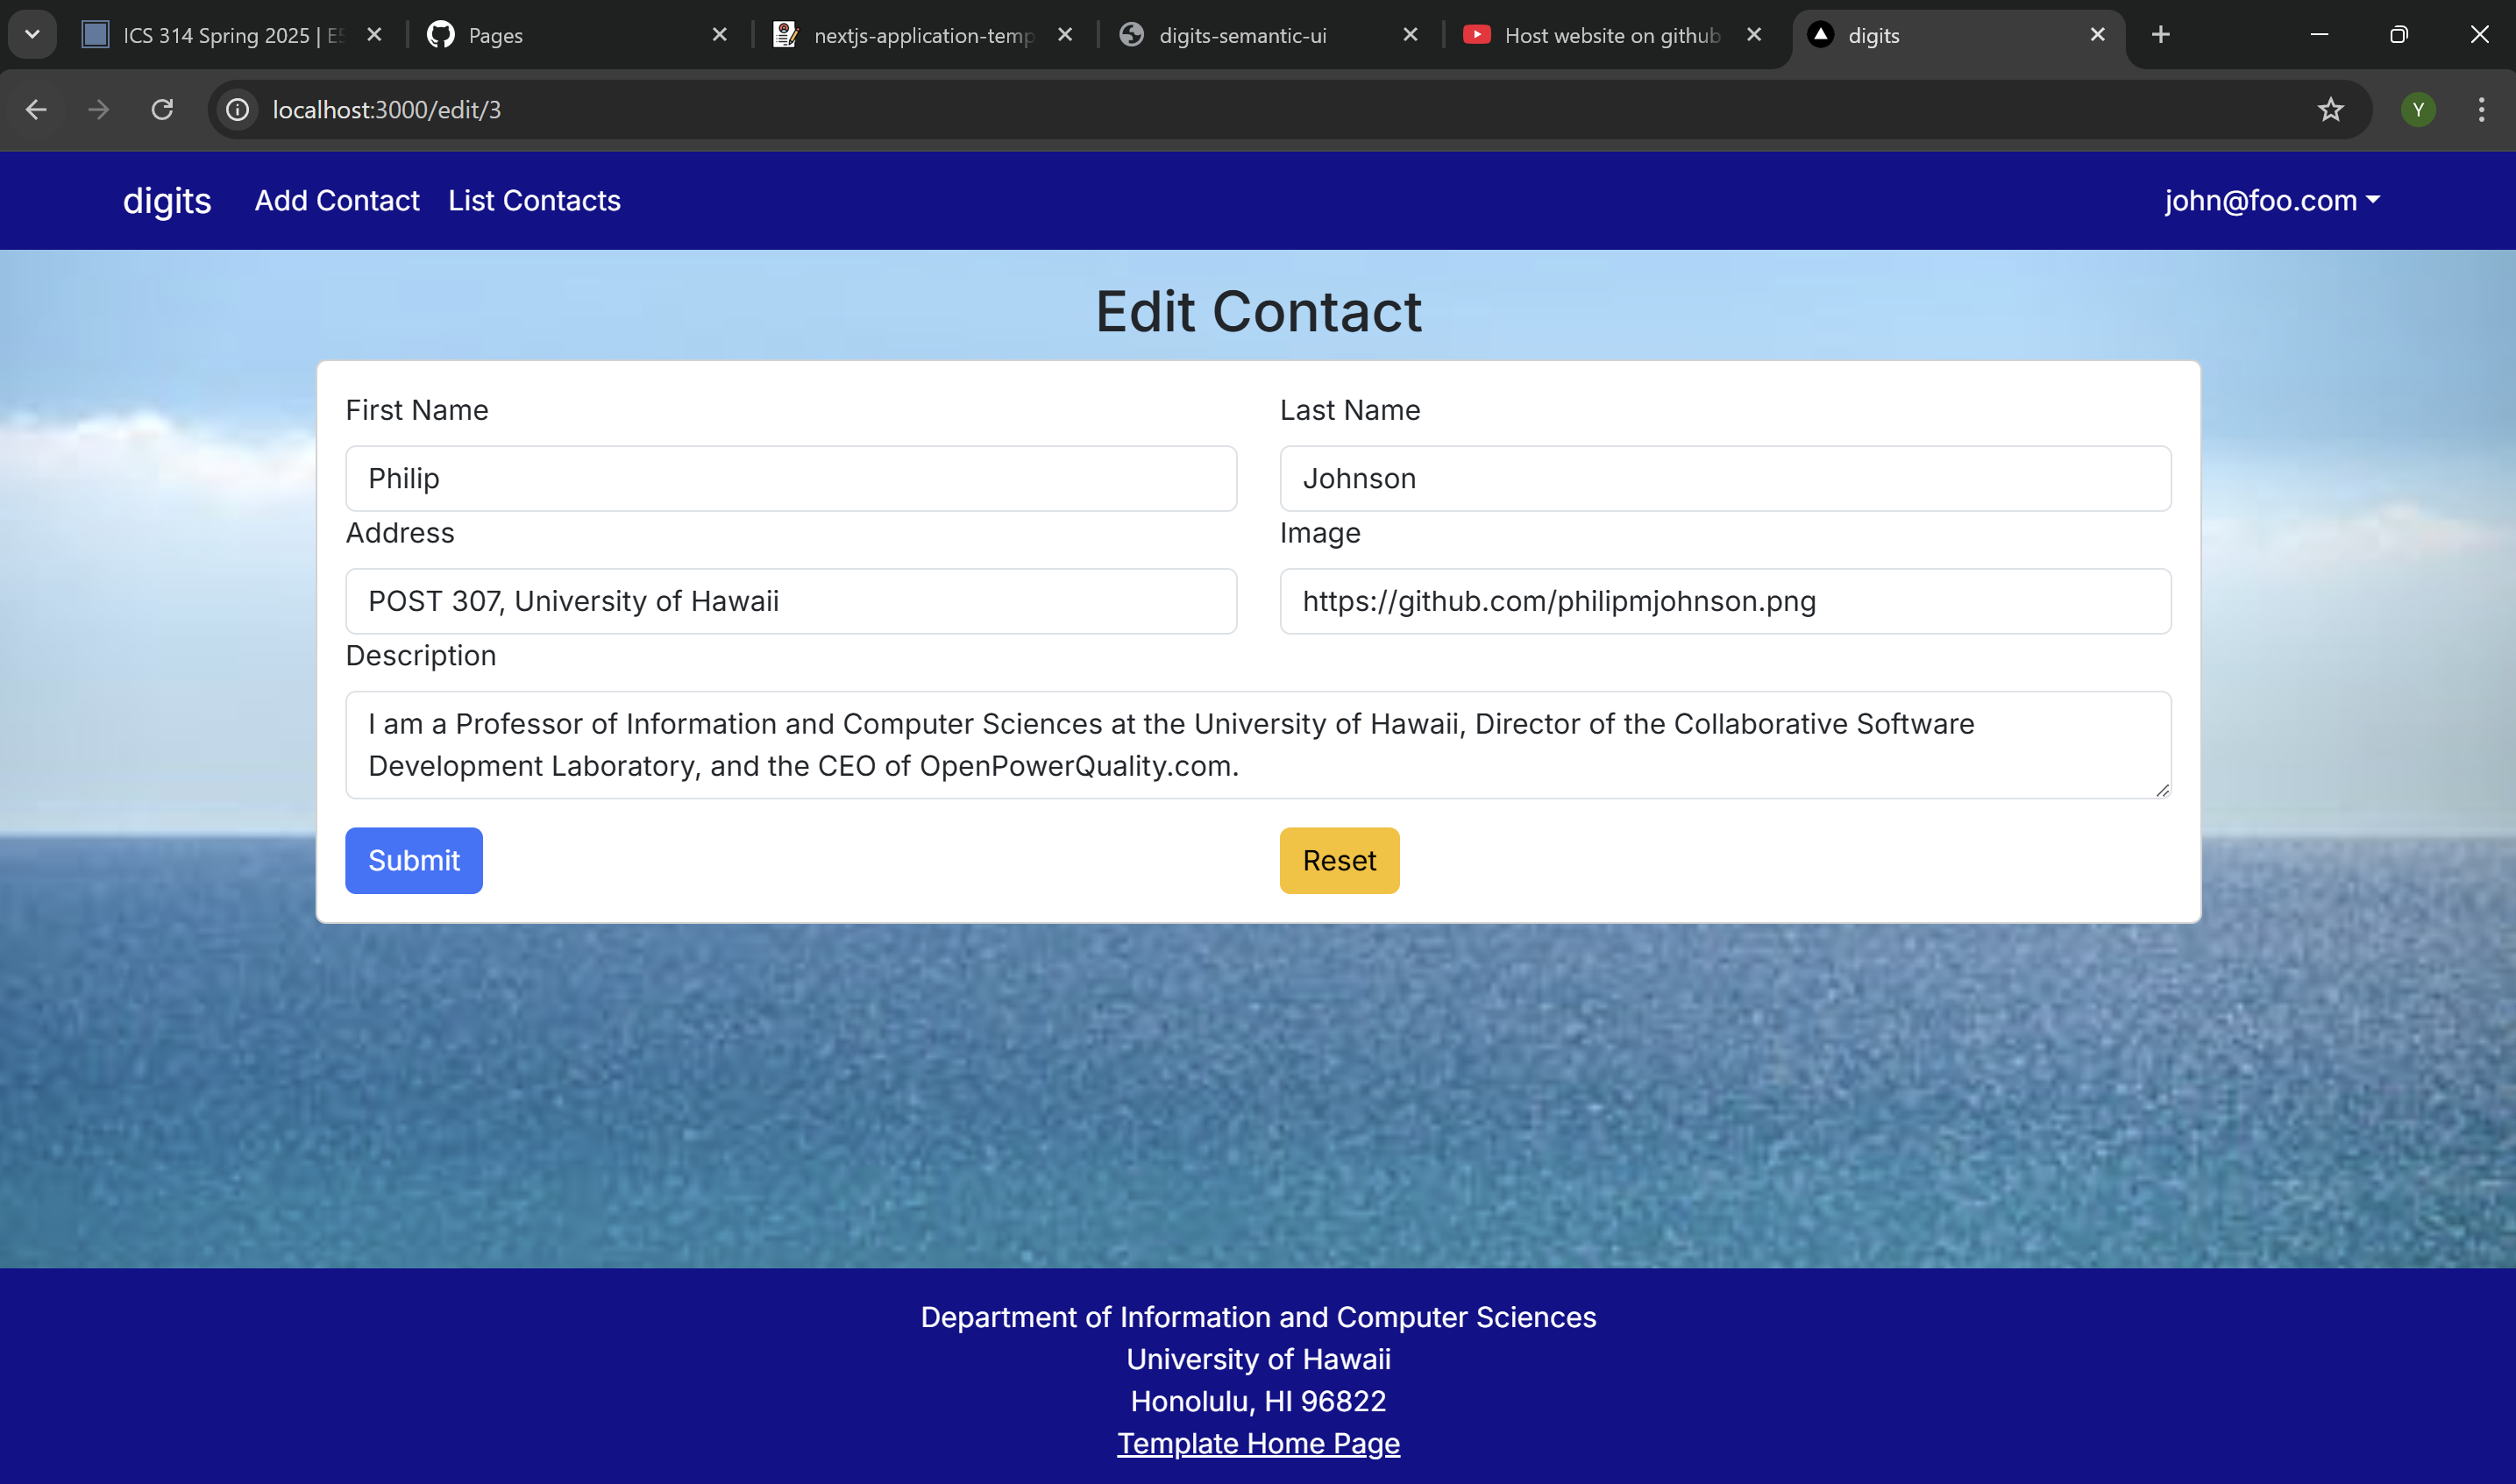 ICS 314 Spring 2025 | E
Pages
nextjs-application-temp
digits-semantic-ui
Host website on github
digits
localhost:3000/edit/3
Y
digits Add Contact List Contacts john@foo.com
Edit Contact
First Name Last Name
Philip Johnson
Address Image
POST 307, University of Hawaii https://github.com/philipmjohnson.png
Description
I am a Professor of Information and Computer Sciences at the University of Hawaii, Director of the Collaborative Software
Development Laboratory, and the CEO of OpenPowerQuality.com.
Submit Reset
Department of Information and Computer Sciences
University of Hawaii
Honolulu, HI 96822
Template Home Page